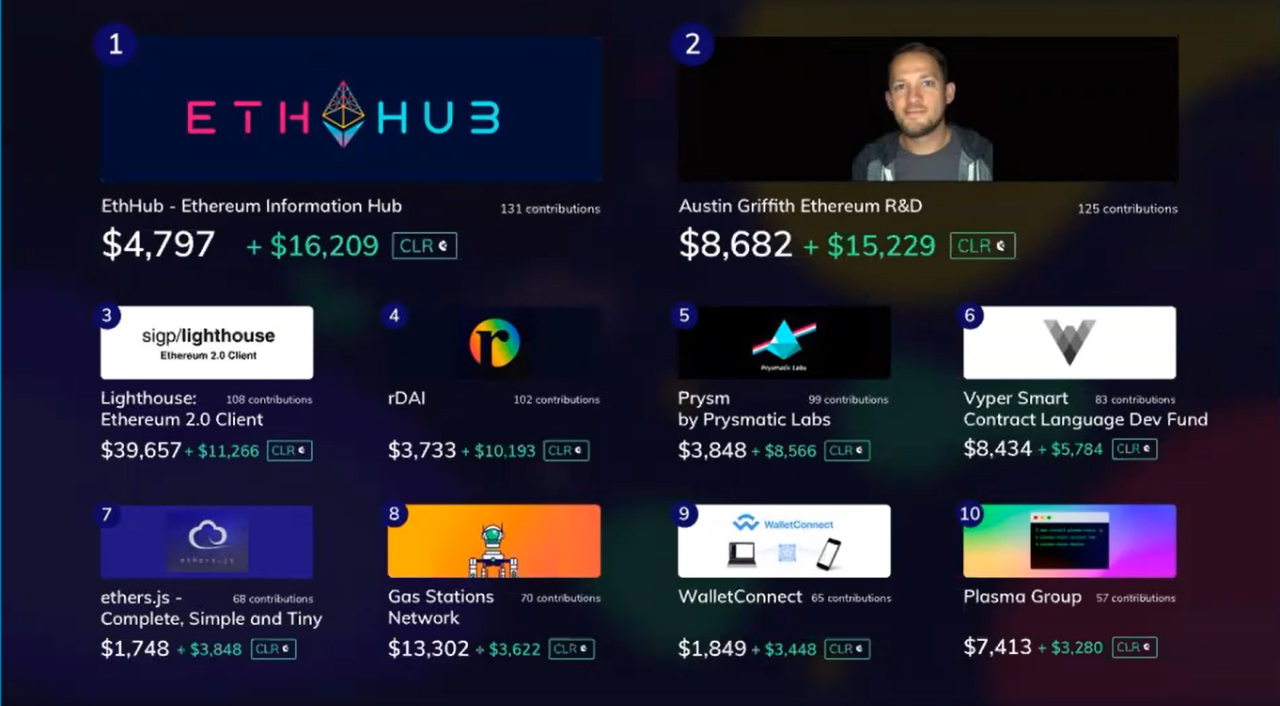 1
ETH HUB
EthHub - Ethereum Information Hub
131 contributions
$4,797 + $16,209 CLR
2
Austin Griffith Ethereum R&D
125 contributions
$8,682 + $15,229 CLR
3
sigp/lighthouse
Ethereum 2.0 Client
Lighthouse: 108 contributions
Ethereum 2.0 Client
$39,657 + $11,266 CLR
4
r
rDAI 102 contributions
$3,733 + $10,193 CLR
5
Prysmatic Labs
Prysm 99 contributions
by Prysmatic Labs
$3,848 + $8,566 CLR
6
Vyper Smart 83 contributions
Contract Language Dev Fund
$8,434 + $5,784 CLR
7
ethers.js
ethers.js - 68 contributions
Complete, Simple and Tiny
$1,748 + $3,848 CLR
8
Gas Stations 70 contributions
Network
$13,302 + $3,622 CLR
9
WalletConnect
WalletConnect 65 contributions
$1,849 + $3,448 CLR
10
Plasma Group 57 contributions
$7,413 + $3,280 CLR